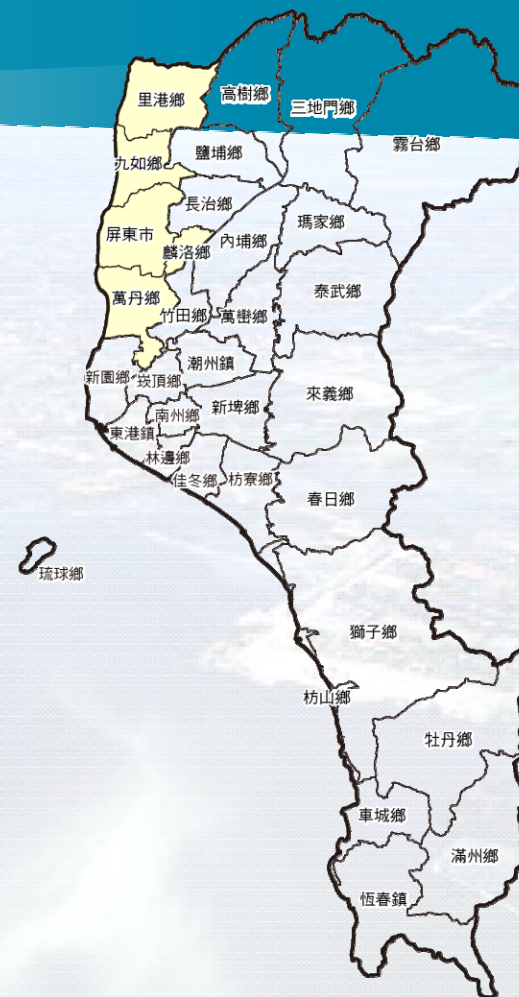 里港鄉
高樹鄉
三地門鄉
霧台鄉
九如鄉
鹽埔鄉
長治鄉
屏東市
麟洛鄉
內埔鄉
瑪家鄉
泰武鄉
萬丹鄉
竹田鄉
萬巒鄉
新園鄉
崁頂鄉
潮州鎮
來義鄉
東港鎮
南州鄉
新埤鄉
林邊鄉
佳冬鄉
枋寮鄉
春日鄉
琉球鄉
獅子鄉
枋山鄉
牡丹鄉
車城鄉
滿州鄉
恆春鎮